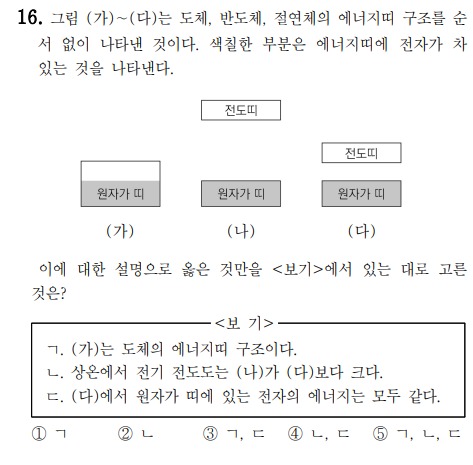 16. 그림 (가)~(다)는 도체, 반도체, 절연체의 에너지띠 구조를 순
서 없이 나타낸 것이다. 색칠한 부분은 에너지띠에 전자가 차
있는 것을 나타낸다.
전도띠
전도띠
원자가 띠 원자가 띠 원자가 띠
(가) (나) (다)
이에 대한 설명으로 옳은 것만을 <보기>에서 있는 대로 고른
것은?
<보 기>
ㄱ. (가)는 도체의 에너지띠 구조이다.
ㄴ. 상온에서 전기 전도도는 (나)가 (다)보다 크다.
ㄷ. (다)에서 원자가 띠에 있는 전자의 에너지는 모두 같다.
① ㄱ ② ㄴ ③ ㄱ, ㄷ ④ ㄴ, ㄷ ⑤ ㄱ, ㄴ, ㄷ